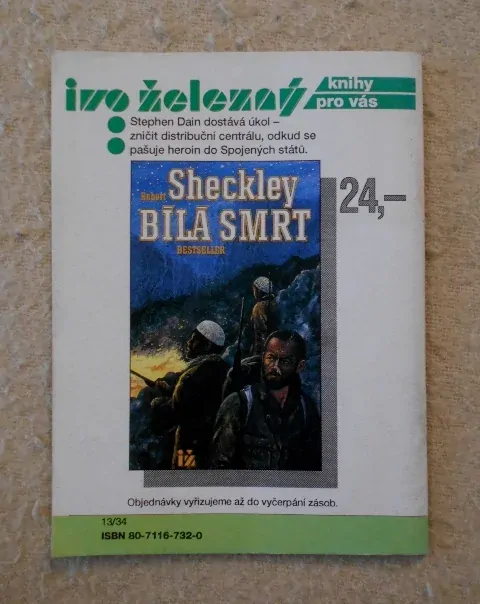 ivo železný
knihy
pro vás
Stephen Dain dostává úkol –
zničit distribuční centrálu, odkud se
pašuje heroin do Spojených států.
Robert
Sheckley
BÍLÁ SMRT
BESTSELLER
24,–
iž
Objednávky vyřizujeme až do vyčerpání zásob.
13/34
ISBN 80-7116-732-0